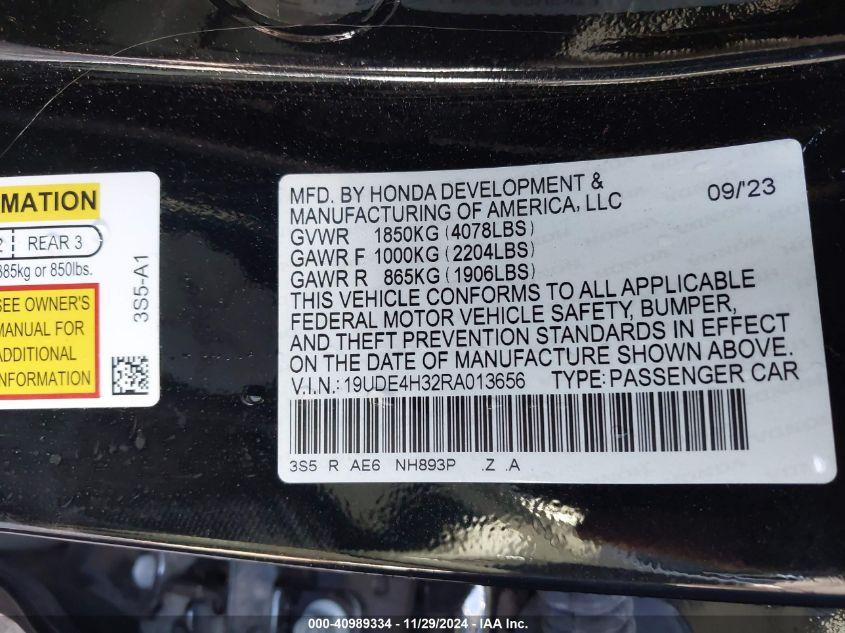 MATION
2 REAR 3
385kg or 850lbs.
SEE OWNER'S
MANUAL FOR
ADDITIONAL
INFORMATION
3S5-A1
MFD. BY HONDA DEVELOPMENT &
MANUFACTURING OF AMERICA, LLC 09/'23
GVWR 1850KG (4078LBS)
GAWR F 1000KG (2204LBS)
GAWR R 865KG (1906LBS)
THIS VEHICLE CONFORMS TO ALL APPLICABLE
FEDERAL MOTOR VEHICLE SAFETY, BUMPER,
AND THEFT PREVENTION STANDARDS IN EFFECT
ON THE DATE OF MANUFACTURE SHOWN ABOVE.
V.I.N.: 19UDE4H32RA013656 TYPE: PASSENGER CAR
3S5 R AE6 NH893P .Z .A
000-40989334 - 11/29/2024 - IAA Inc.